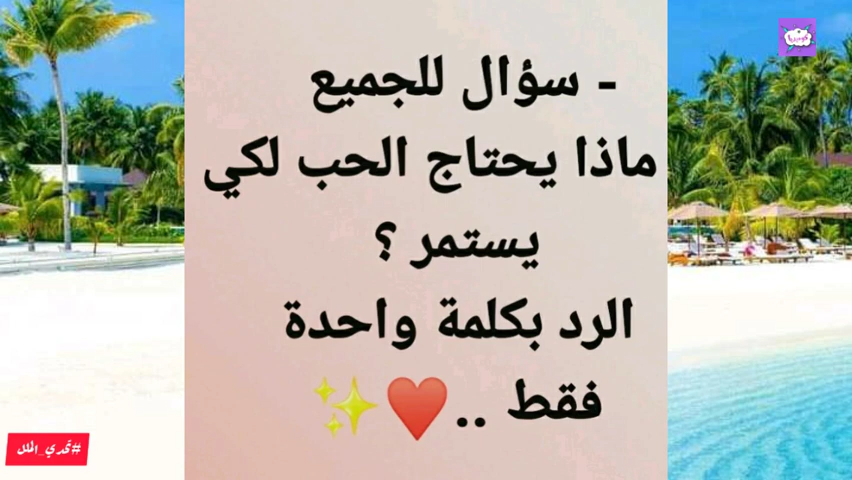 - سؤال للجميع
ماذا يحتاج الحب لكي
يستمر ؟
الرد بكلمة واحدة
فقط ..❤️✨
#تحدي_الملل